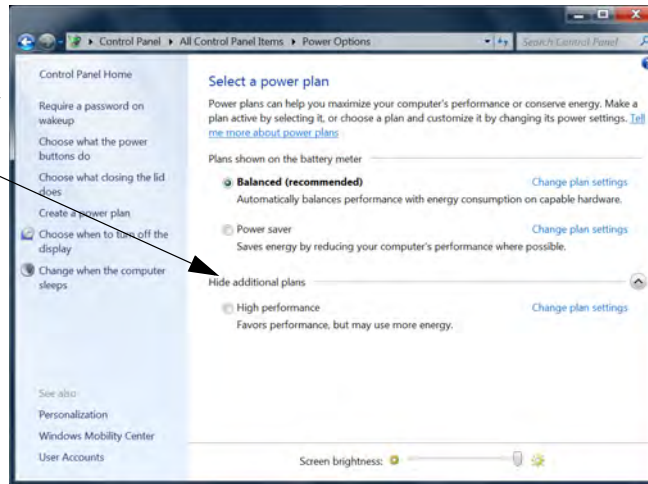 Control Panel ▸ All Control Panel Items ▸ Power Options
Search Control Panel
Control Panel Home
Require a password on
wakeup
Choose what the power
buttons do
Choose what closing the lid
does
Create a power plan
Choose when to turn off the
display
Change when the computer
sleeps
See also
Personalization
Windows Mobility Center
User Accounts
Select a power plan
Power plans can help you maximize your computer's performance or conserve energy. Make a
plan active by selecting it, or choose a plan and customize it by changing its power settings. Tell
me more about power plans
Plans shown on the battery meter
Balanced (recommended) Change plan settings
Automatically balances performance with energy consumption on capable hardware.
Power saver Change plan settings
Saves energy by reducing your computer's performance where possible.
Hide additional plans
High performance Change plan settings
Favors performance, but may use more energy.
Screen brightness: